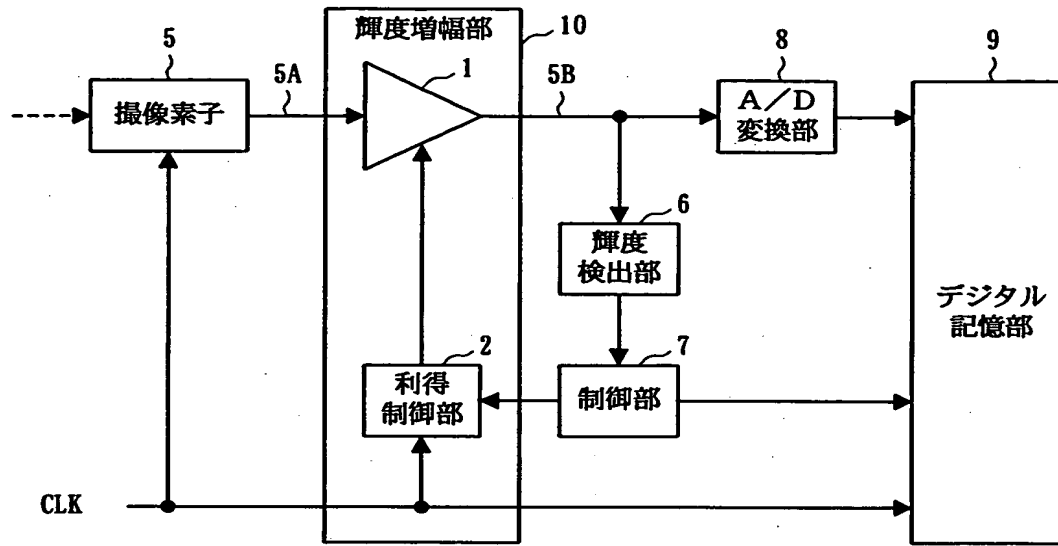 輝度増幅部
10
5
撮像素子
5A
1
5B
8
A/D
変換部
9
デジタル
記憶部
6
輝度
検出部
2
利得
制御部
7
制御部
CLK